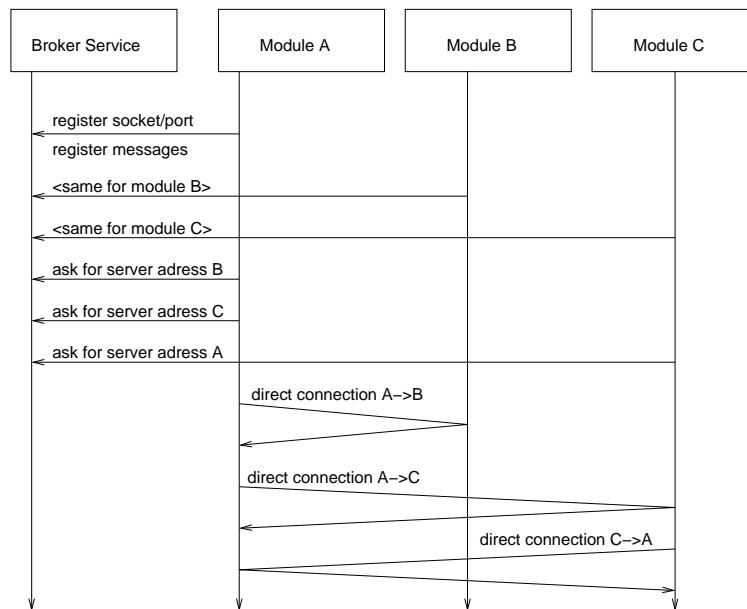 Broker Service
Module A
Module B
Module C
register socket/port
register messages
<same for module B>
<same for module C>
ask for server adress B
ask for server adress C
ask for server adress A
direct connection A−>B
direct connection A−>C
direct connection C−>A